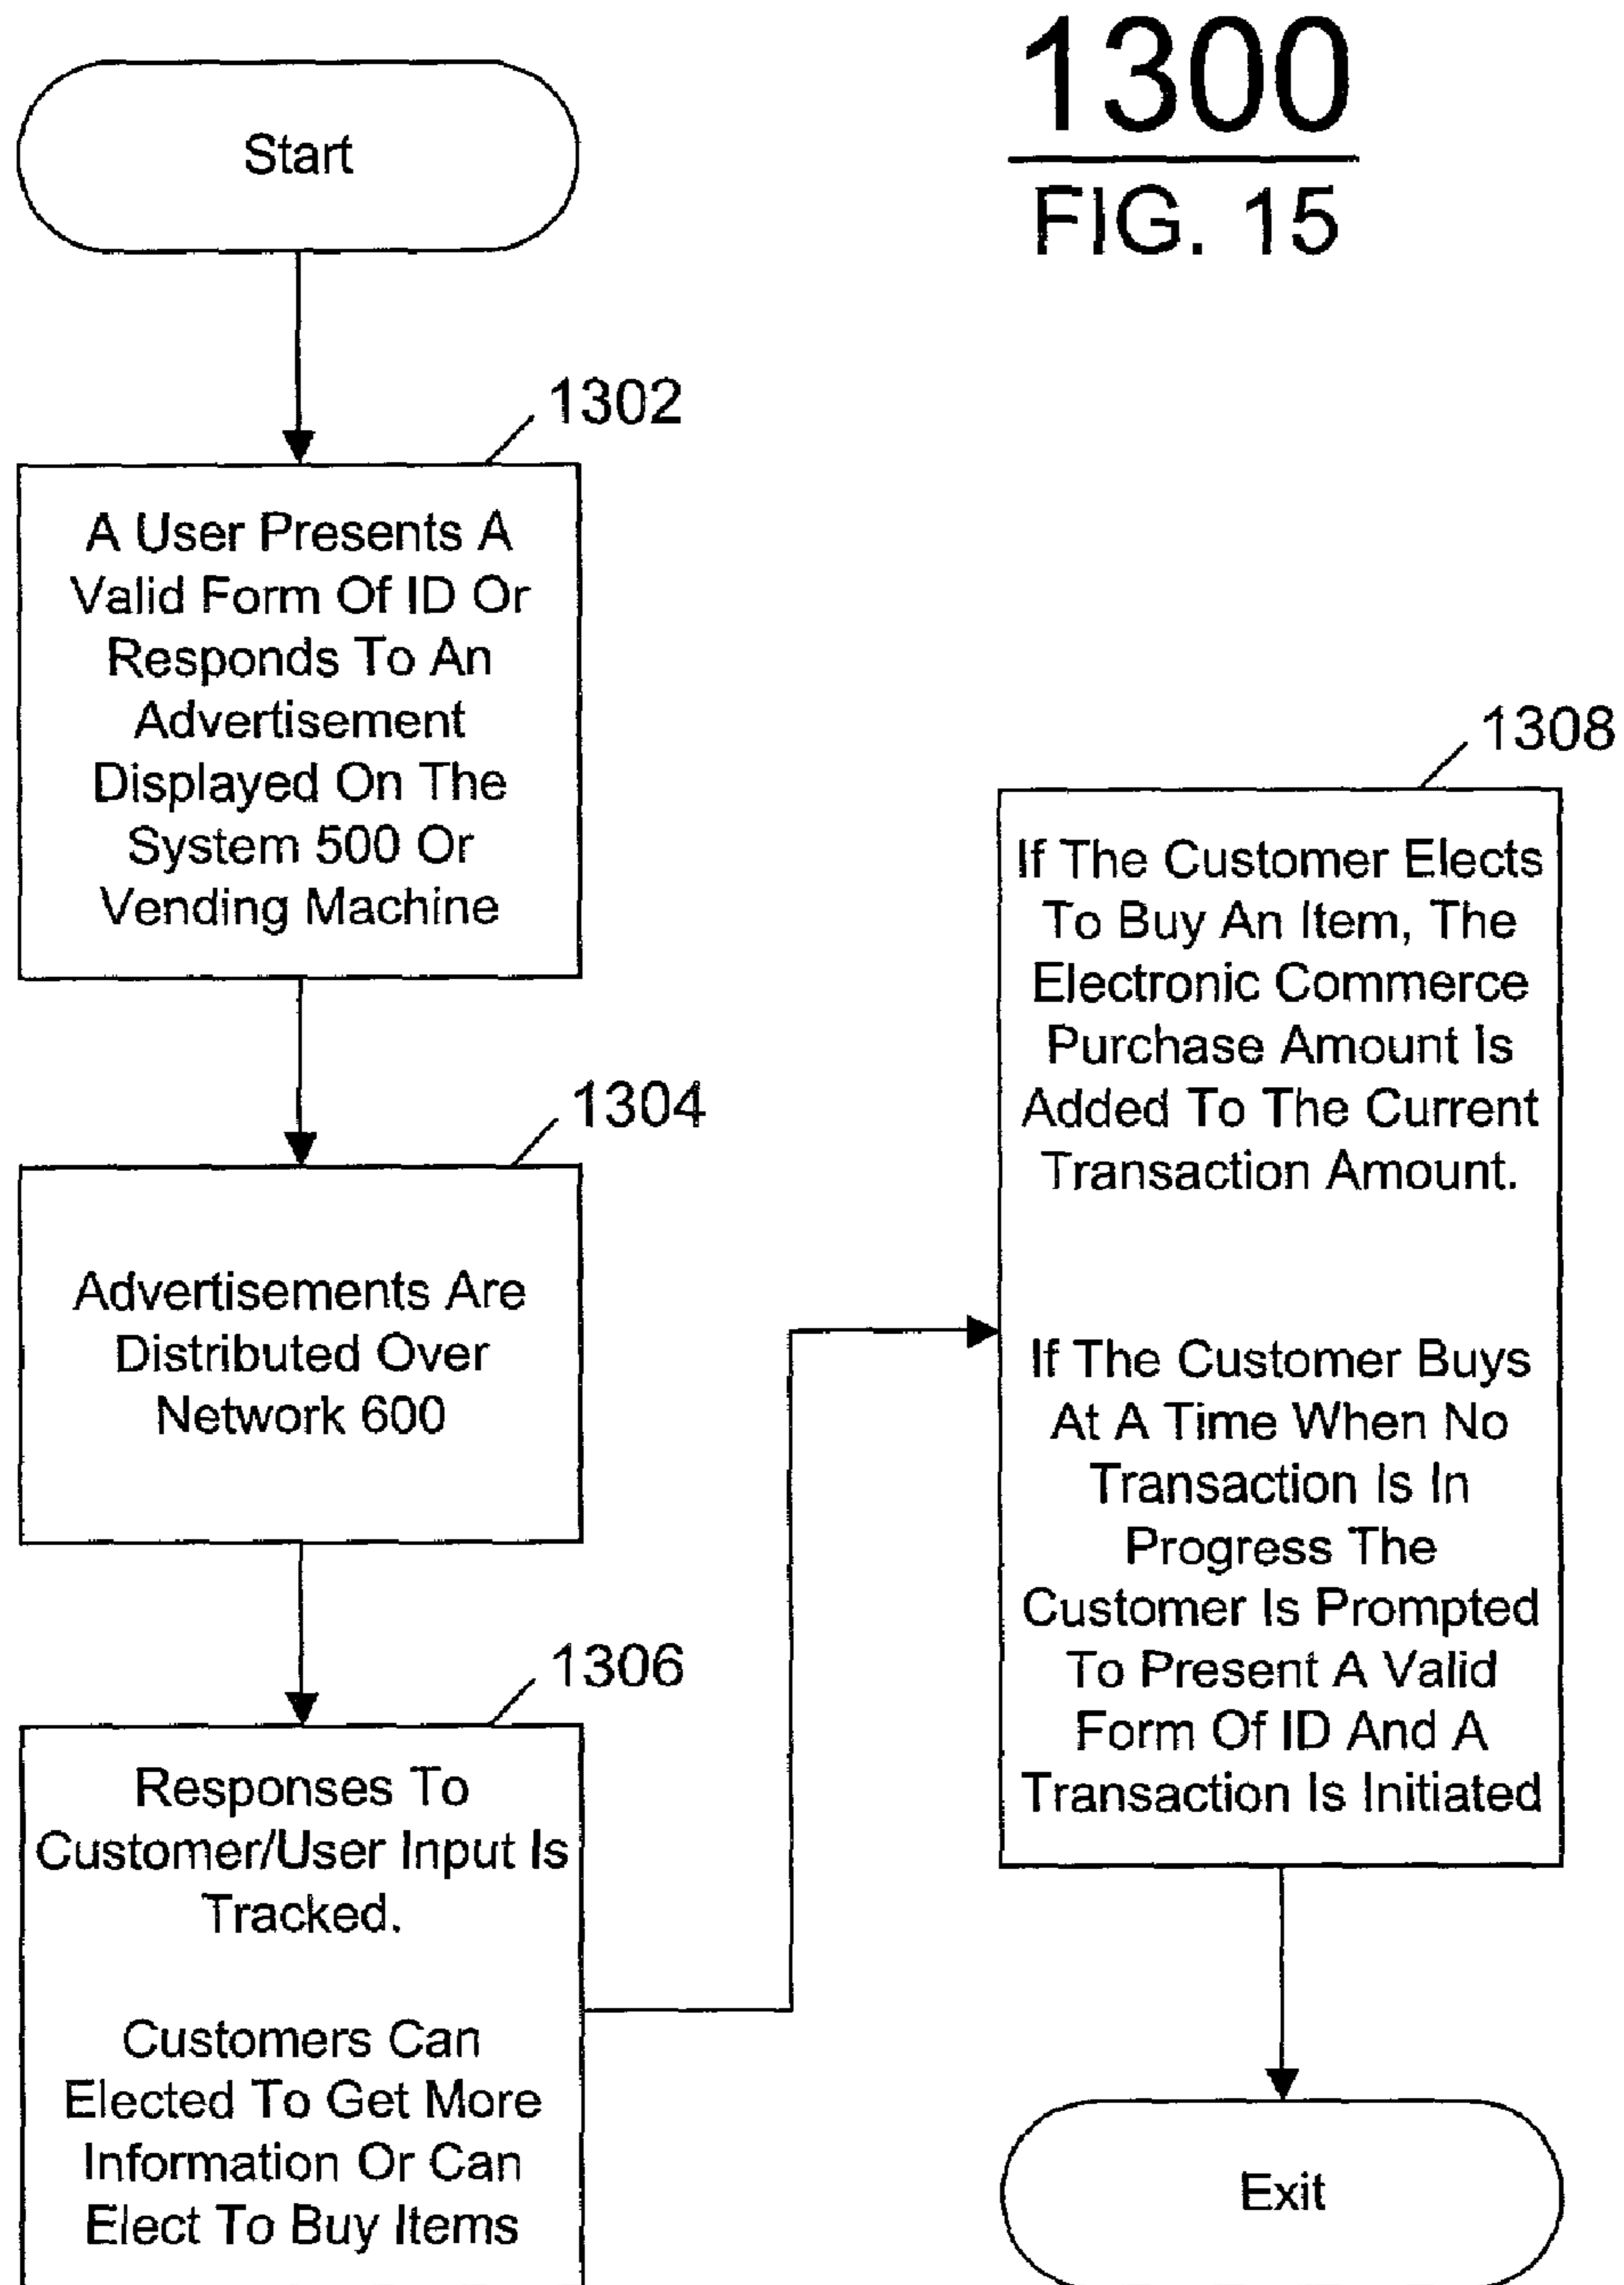 1300
FIG. 15
Start
1302
A User Presents A
Valid Form Of ID Or
Responds To An
Advertisement
Displayed On The
System 500 Or
Vending Machine
1304
Advertisements Are
Distributed Over
Network 600
1306
Responses To
Customer/User Input Is
Tracked.
Customers Can
Elected To Get More
Information Or Can
Elect To Buy Items
1308
If The Customer Elects
To Buy An Item, The
Electronic Commerce
Purchase Amount Is
Added To The Current
Transaction Amount.
If The Customer Buys
At A Time When No
Transaction Is In
Progress The
Customer Is Prompted
To Present A Valid
Form Of ID And A
Transaction Is Initiated
Exit